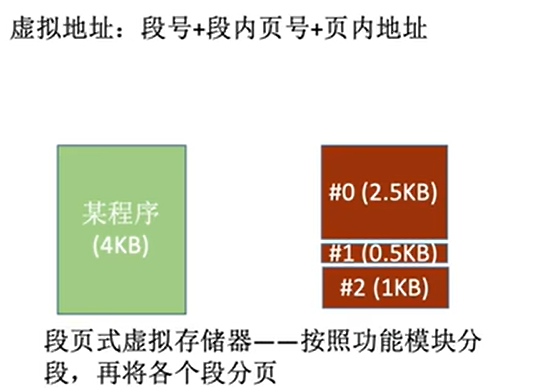 虚拟地址：段号+段内页号+页内地址
某程序
(4KB)
#0 (2.5KB)
#1 (0.5KB)
#2 (1KB)
段页式虚拟存储器——按照功能模块分
段，再将各个段分页